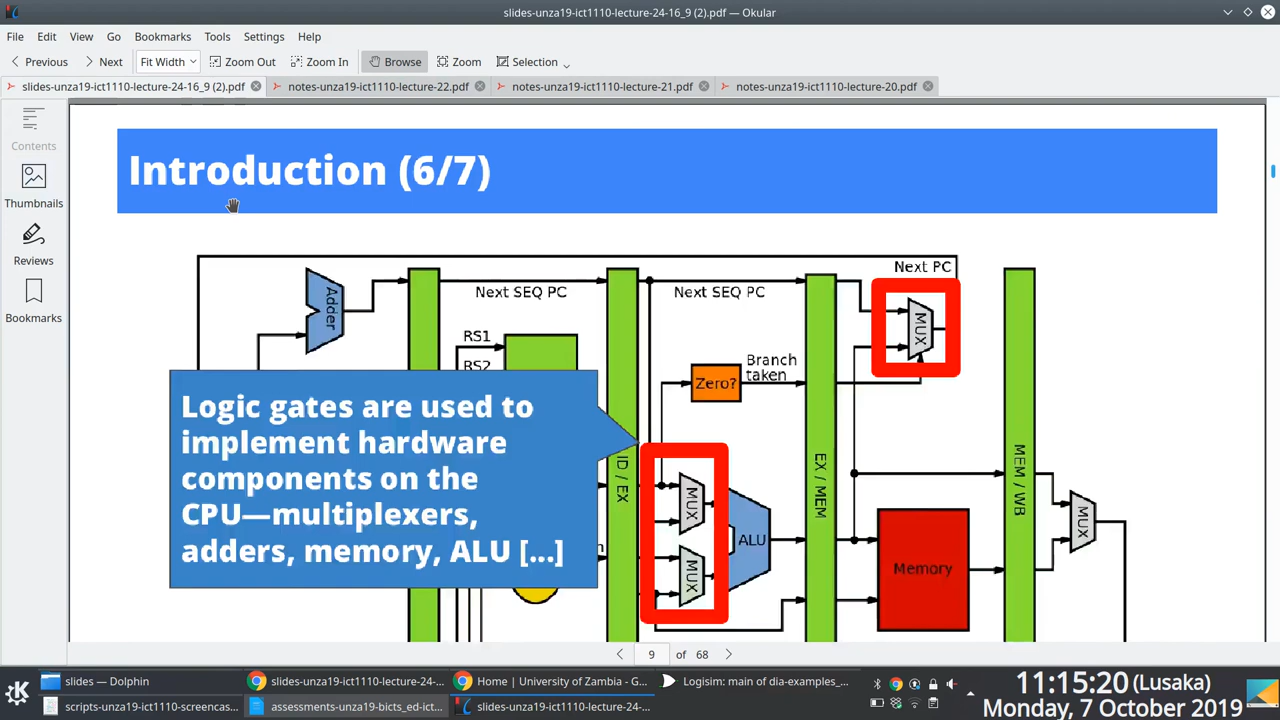 slides-unza19-ict1110-lecture-24-16_9 (2).pdf — Okular
File Edit View Go Bookmarks Tools Settings Help
Previous Next Fit Width Zoom Out Zoom In Browse Zoom Selection
slides-unza19-ict1110-lecture-24-16_9 (2).pdf notes-unza19-ict1110-lecture-22.pdf notes-unza19-ict1110-lecture-21.pdf notes-unza19-ict1110-lecture-20.pdf
Contents
Thumbnails
Reviews
Bookmarks
Introduction (6/7)
Next PC
Next SEQ PC
Next SEQ PC
Adder
MUX
RS1
RS2
Branch
taken
Zero?
Logic gates are used to
implement hardware
components on the
CPU—multiplexers,
adders, memory, ALU [...]
ID / EX
MUX
MUX
ALU
EX / MEM
Memory
MEM / WB
MUX
9 of 68
slides — Dolphin
slides-unza19-ict1110-lecture-24-...
Home | University of Zambia - G...
Logisim: main of dia-examples_...
scripts-unza19-ict1110-screencas...
assessments-unza19-bicts_ed-ict...
slides-unza19-ict1110-lecture-24-...
11:15:20 (Lusaka)
Monday, 7 October 2019